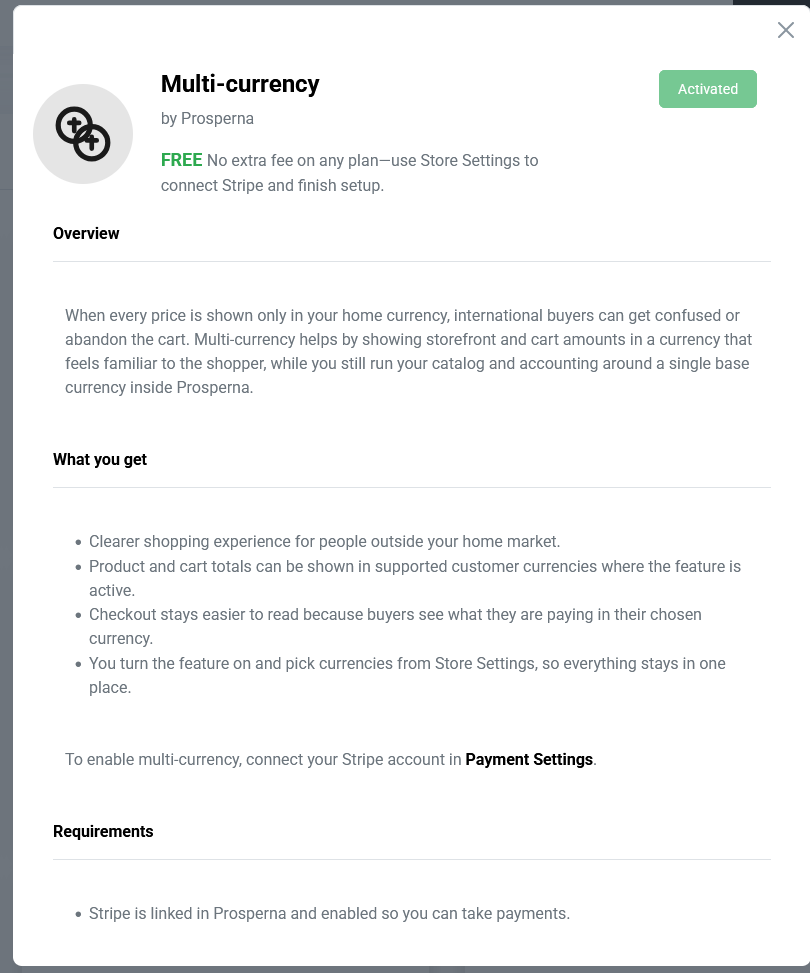 Multi-currency
Activated
by Prosperna
FREE No extra fee on any plan—use Store Settings to
connect Stripe and finish setup.
Overview
When every price is shown only in your home currency, international buyers can get confused or
abandon the cart. Multi-currency helps by showing storefront and cart amounts in a currency that
feels familiar to the shopper, while you still run your catalog and accounting around a single base
currency inside Prosperna.
What you get
• Clearer shopping experience for people outside your home market.
• Product and cart totals can be shown in supported customer currencies where the feature is
active.
• Checkout stays easier to read because buyers see what they are paying in their chosen
currency.
• You turn the feature on and pick currencies from Store Settings, so everything stays in one
place.
To enable multi-currency, connect your Stripe account in Payment Settings.
Requirements
• Stripe is linked in Prosperna and enabled so you can take payments.